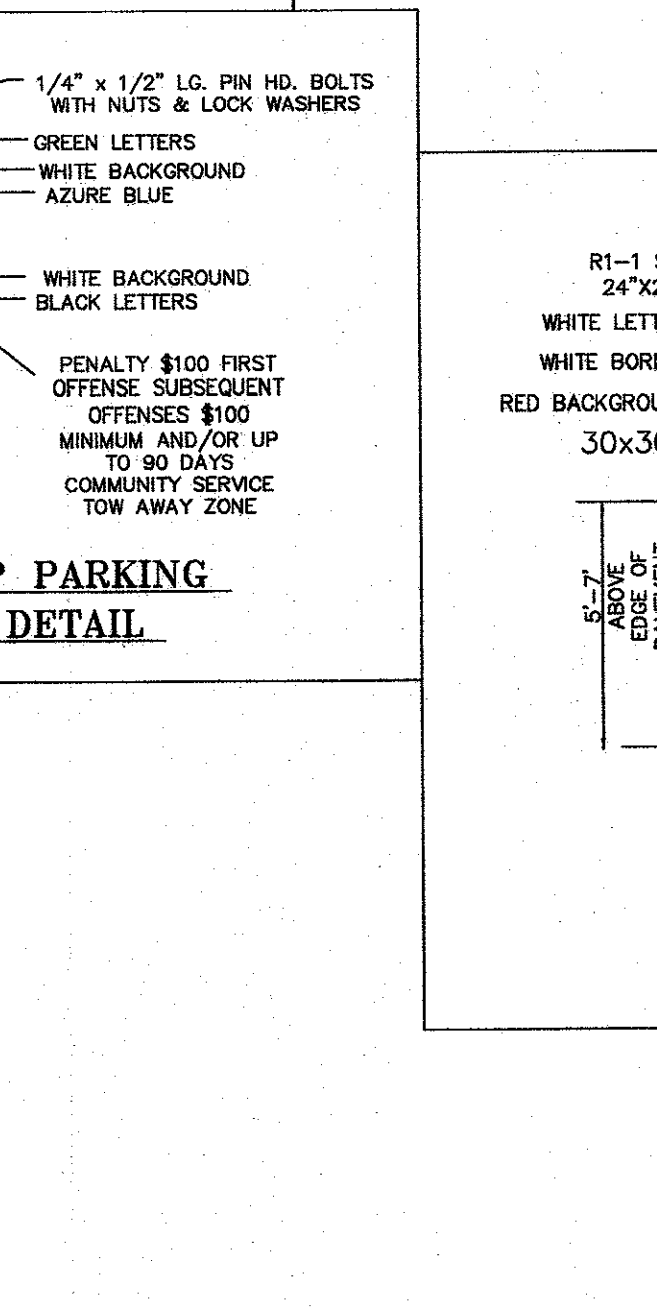 1/4" x 1/2" LG. PIN HD. BOLTS
WITH NUTS & LOCK WASHERS
GREEN LETTERS
WHITE BACKGROUND
AZURE BLUE
WHITE BACKGROUND
BLACK LETTERS
PENALTY $100 FIRST
OFFENSE SUBSEQUENT
OFFENSES $100
MINIMUM AND/OR UP
TO 90 DAYS
COMMUNITY SERVICE
TOW AWAY ZONE
PARKING
DETAIL
R1-1
24"X
WHITE
WHITE
RED
30x3
5'-7'
ABOVE
EDGE OF